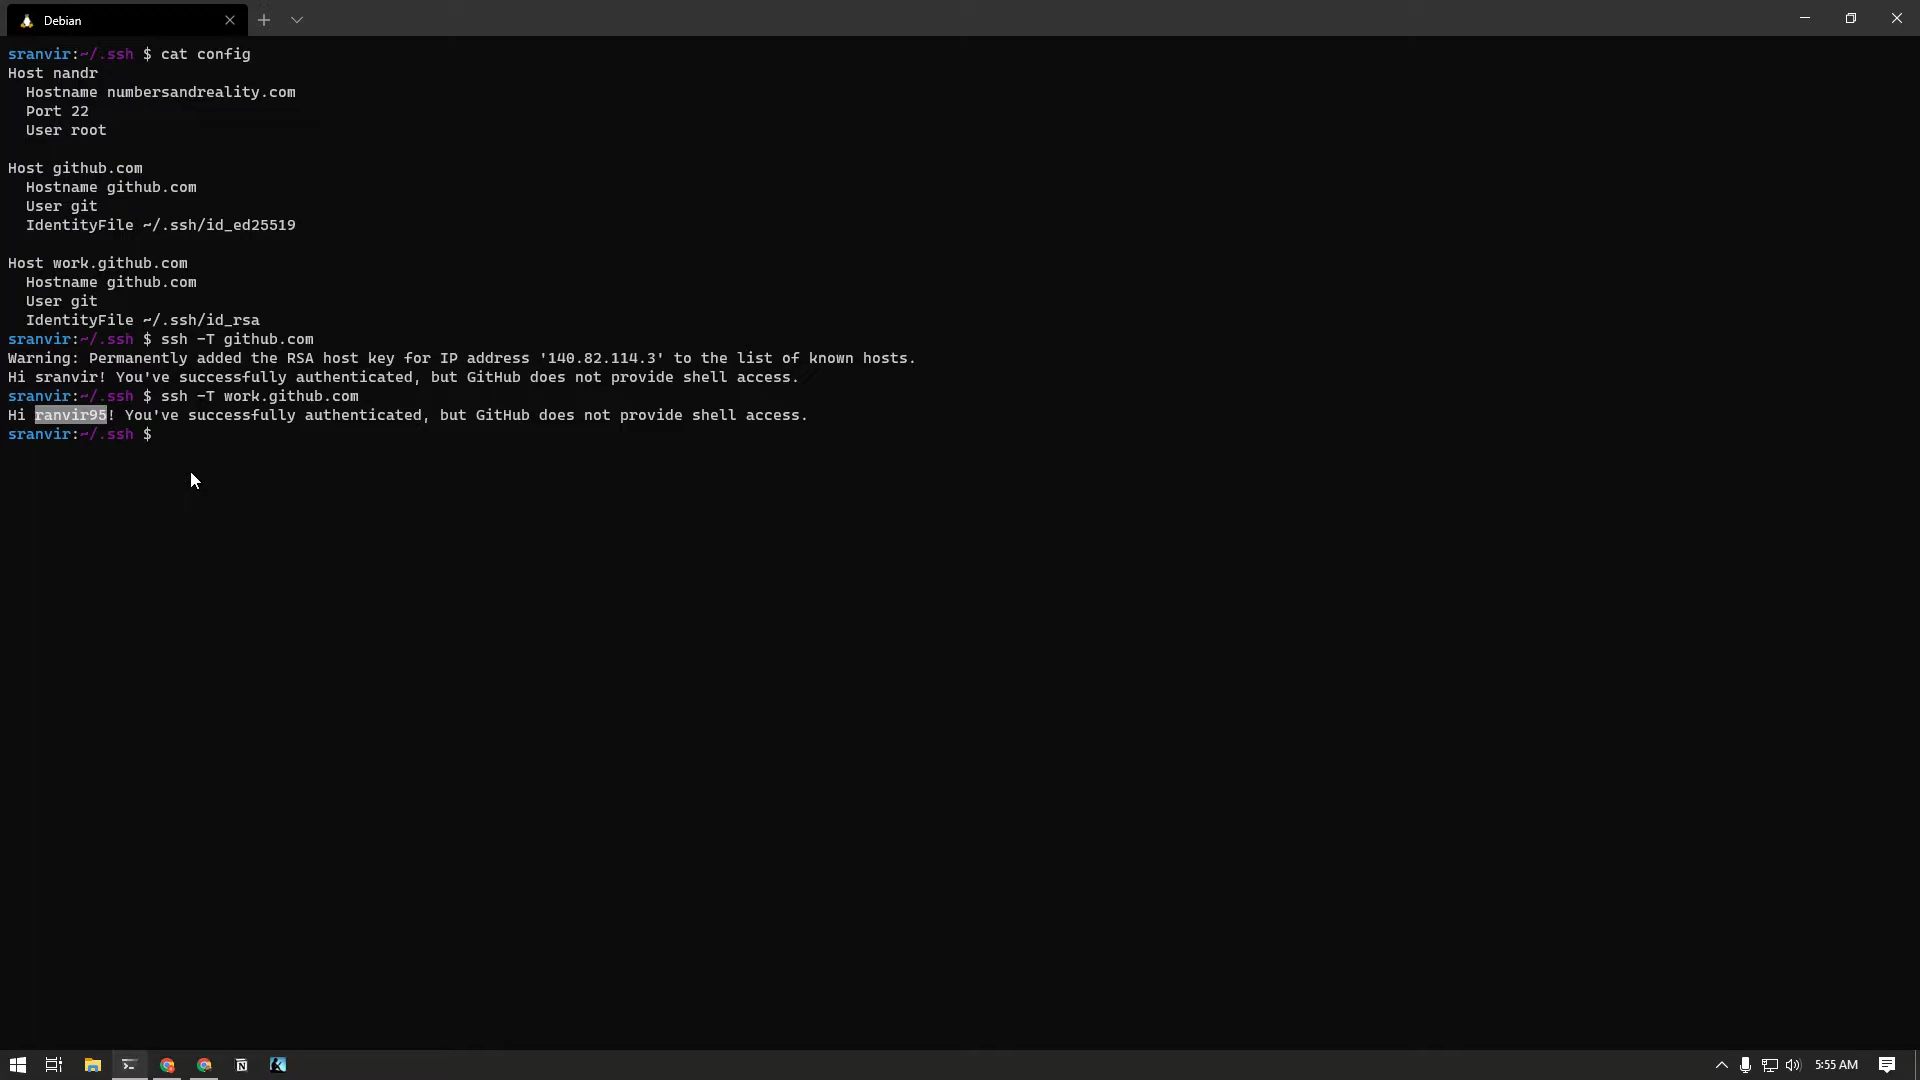 Debian
sranvir:~/.ssh $ cat config
Host nandr
  Hostname numbersandreality.com
  Port 22
  User root

Host github.com
  Hostname github.com
  User git
  IdentityFile ~/.ssh/id_ed25519

Host work.github.com
  Hostname github.com
  User git
  IdentityFile ~/.ssh/id_rsa
sranvir:~/.ssh $ ssh -T github.com
Warning: Permanently added the RSA host key for IP address '140.82.114.3' to the list of known hosts.
Hi sranvir! You've successfully authenticated, but GitHub does not provide shell access.
sranvir:~/.ssh $ ssh -T work.github.com
Hi ranvir95! You've successfully authenticated, but GitHub does not provide shell access.
sranvir:~/.ssh $
5:55 AM